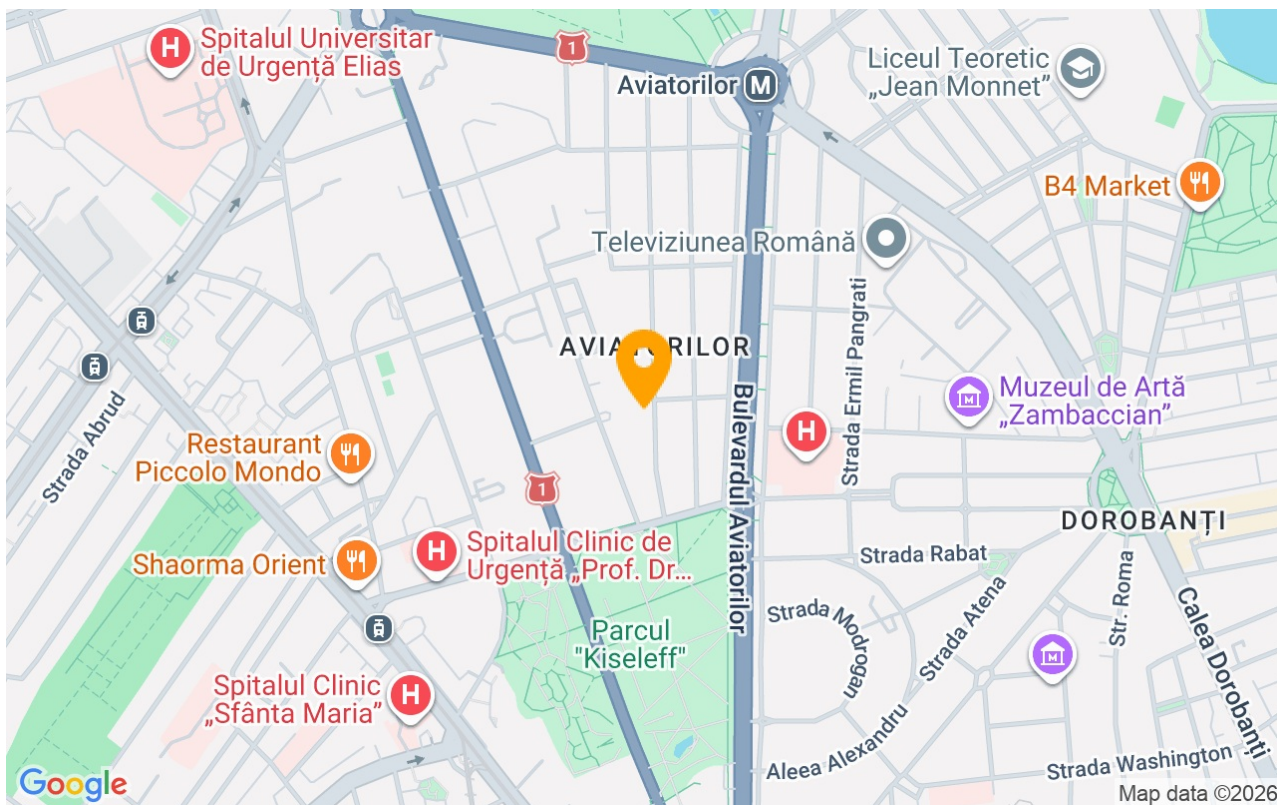 Spitalul Universitar
de Urgență Elias
1
Aviatorilor
M
Liceul Teoretic
„Jean Monnet”
B4 Market
Televiziunea Română
Strada Ermil Pangrati
AVIATORILOR
Bulevardul Aviatorilor
Muzeul de Artă
„Zambaccian”
Strada Abrud
Restaurant
Piccolo Mondo
H
H
1
DOROBANȚI
Shaorma Orient
H
Spitalul Clinic de
Urgență „Prof. Dr...
Strada Rabat
Strada Atena
Str. Roma
Calea Dorobanți
Parcul
"Kiseleff"
Strada Modrogan
H
Spitalul Clinic
„Sfânta Maria”
Aleea Alexandru
Strada Washington
Google
Map data ©2026